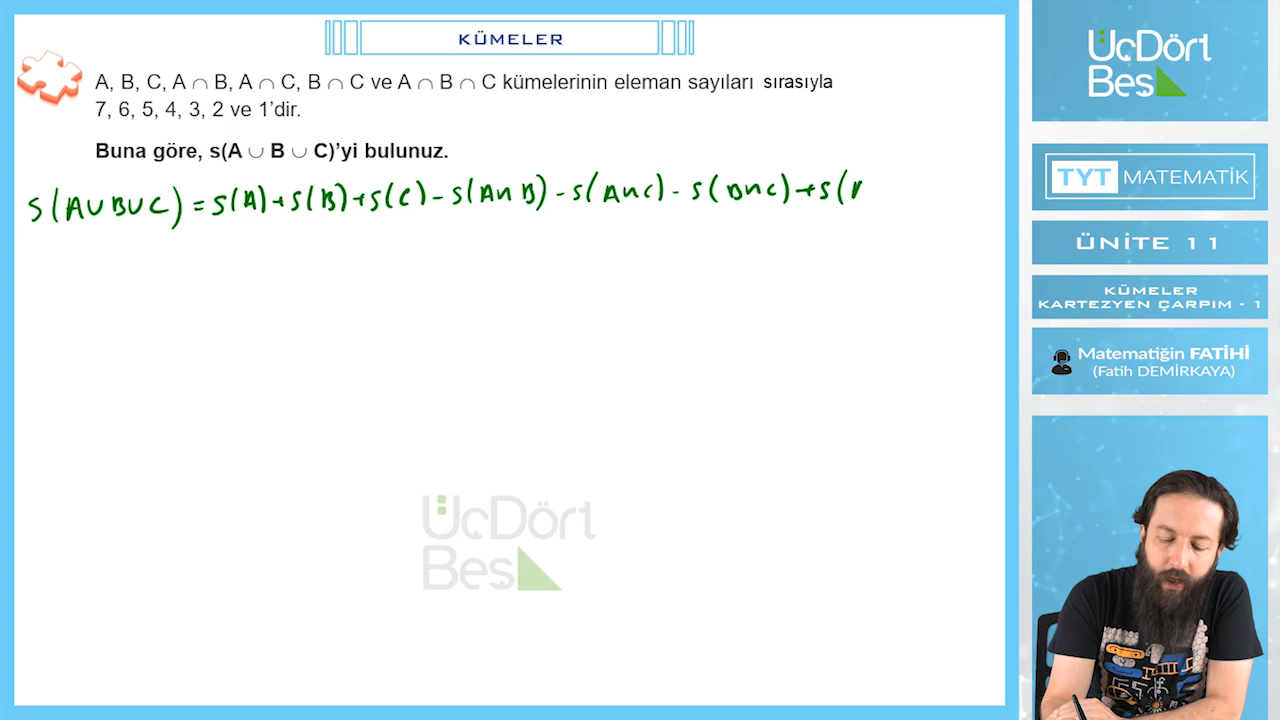 KÜMELER
A, B, C, A ∩ B, A ∩ C, B ∩ C ve A ∩ B ∩ C kümelerinin eleman sayıları sırasıyla
7, 6, 5, 4, 3, 2 ve 1'dir.
Buna göre, s(A ∪ B ∪ C)'yi bulunuz.
S(A∪B∪C) = S(A)+S(B)+S(C)-S(A∩B)-S(A∩C)-S(B∩C)+S(
ÜçDört
Beş
ÜçDört
Beş
TYT MATEMATİK
ÜNİTE 11
KÜMELER
KARTEZYEN ÇARPIM - 1
Matematiğin FATİHİ
(Fatih DEMİRKAYA)